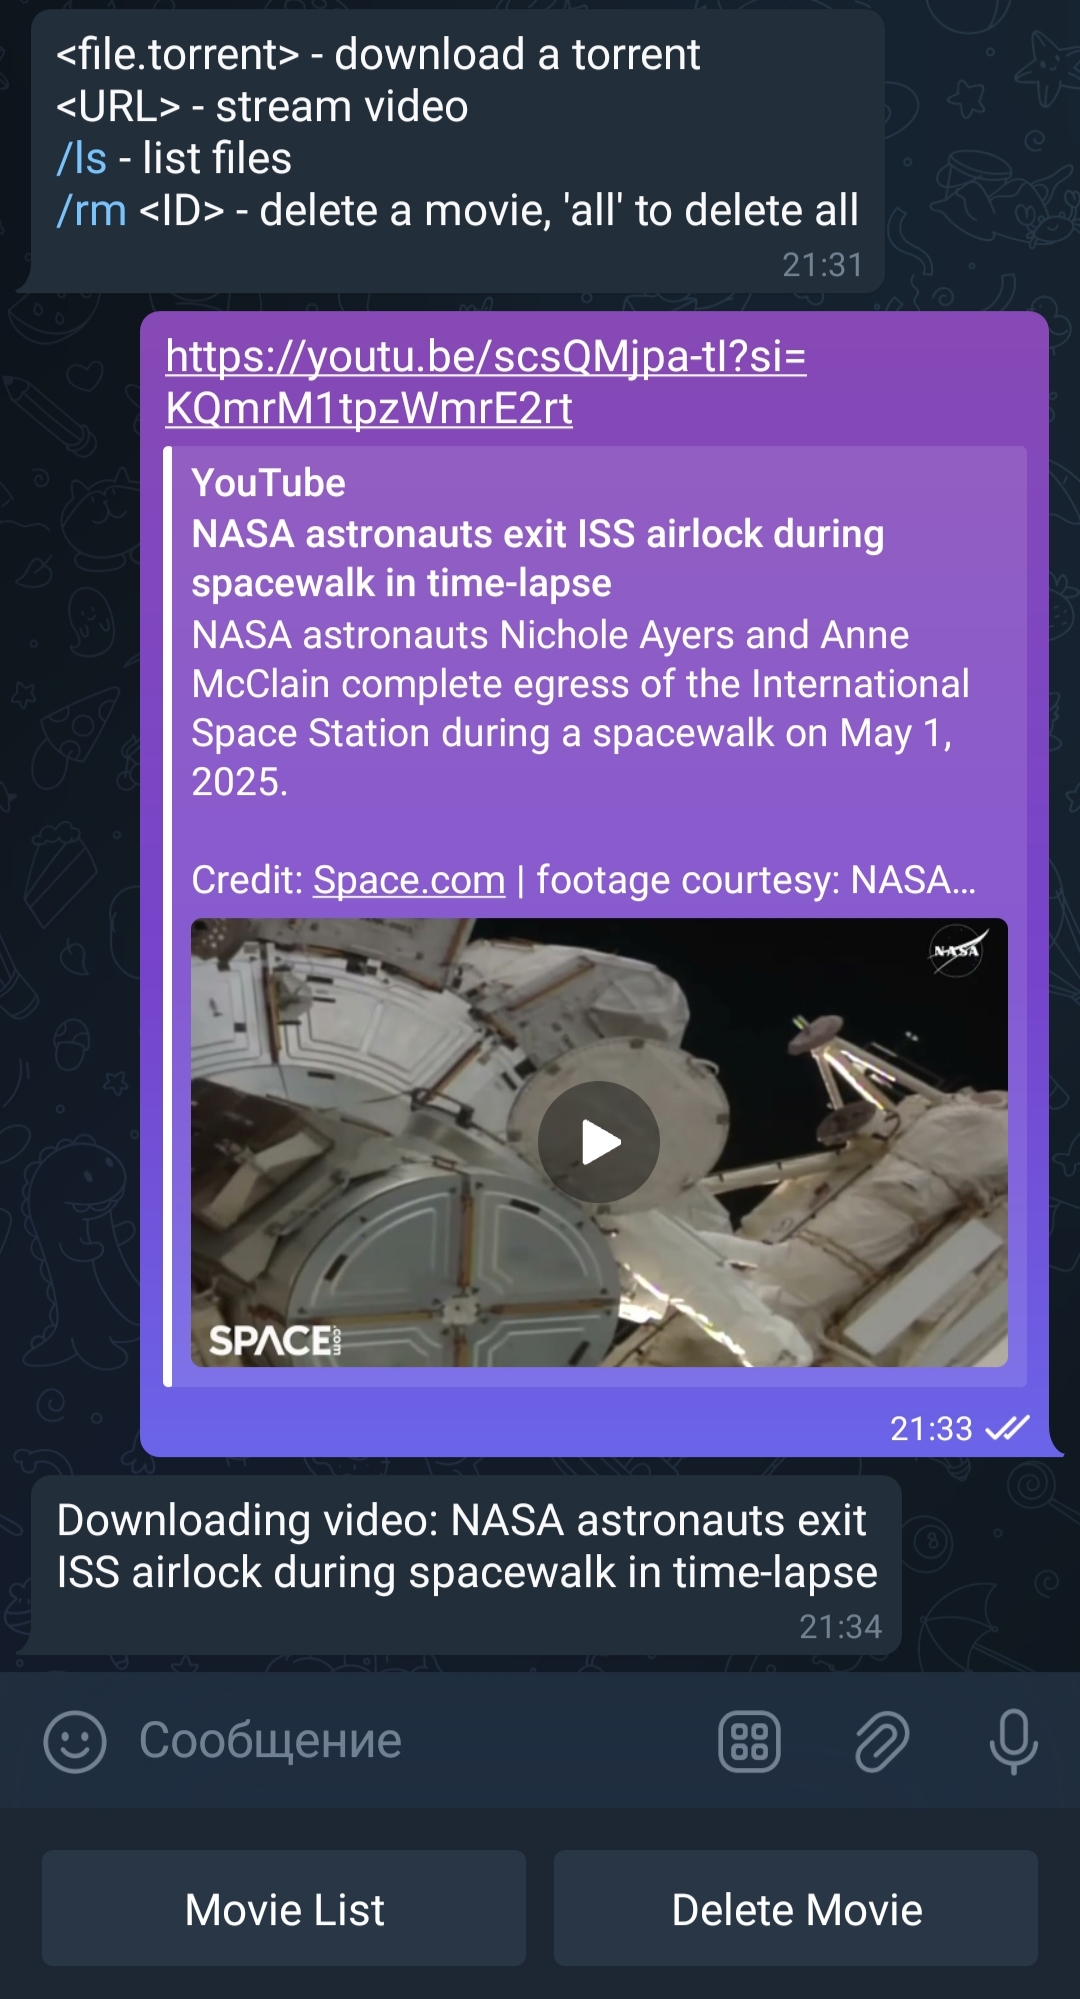 <file.torrent> - download a torrent
<URL> - stream video
/ls - list files
/rm <ID> - delete a movie, 'all' to delete all
21:31
https://youtu.be/scsQMjpa-tI?si=
KQmrM1tpzWmrE2rt
YouTube
NASA astronauts exit ISS airlock during
spacewalk in time-lapse
NASA astronauts Nichole Ayers and Anne
McClain complete egress of the International
Space Station during a spacewalk on May 1,
2025.
Credit: Space.com | footage courtesy: NASA...
NASA
SPACE.com
21:33
Downloading video: NASA astronauts exit
ISS airlock during spacewalk in time-lapse
21:34
Сообщение
Movie List
Delete Movie